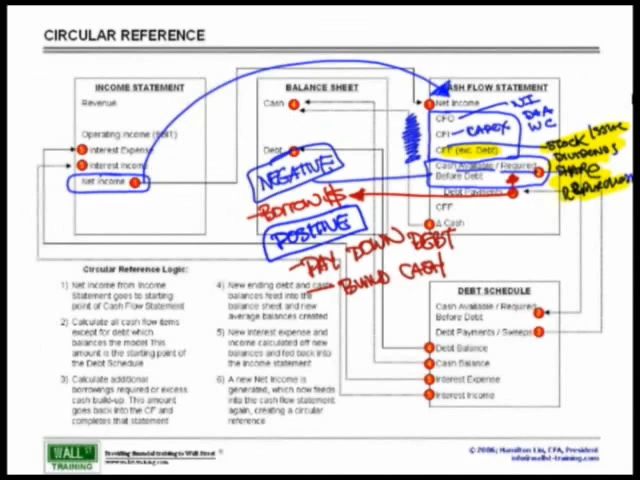 CIRCULAR REFERENCE
INCOME STATEMENT
Revenue
Operating Income (EBIT)
Interest Expense
Interest Income
Net Income
BALANCE SHEET
Cash
Debt
CASH FLOW STATEMENT
Net Income
CFO
CFI
CFF (exc. Debt)
Cash Available / Required
Before Debt
Debt Payments
CFF
Δ Cash
NI
D&A
WC
CAPEX
STOCK ISSUE
DIVIDENDS
SHARE
REPURCHASE
NEGATIVE
- BORROW $
POSITIVE
- PAY DOWN DEBT
- BUILD CASH
DEBT SCHEDULE
Cash Available / Required
Before Debt
Debt Payments / Sweeps
Debt Balance
Cash Balance
Interest Expense
Interest Income
Circular Reference Logic:
1) Net Income from Income
Statement goes to starting
point of Cash Flow Statement
2) Calculate all cash flow items
except for debt which
balances the model This
amount is the starting point of
the Debt Schedule
3) Calculate additional
borrowings required or excess
cash build-up. This amount
goes back into the CF and
completes that statement
4) New ending debt and cash
balances feed into the
balance sheet and new
average balances created
5) New interest expense and
income calculated off new
balances and fed back into
the income statement
6) A new Net Income is
generated, which now feeds
into the cash flow statement
again, creating a circular
reference
WALL ST
TRAINING
Providing financial training to Wall Street
www.wallst-training.com
© 2006; Hamilton Lin, CFA, President
info@wallst-training.com